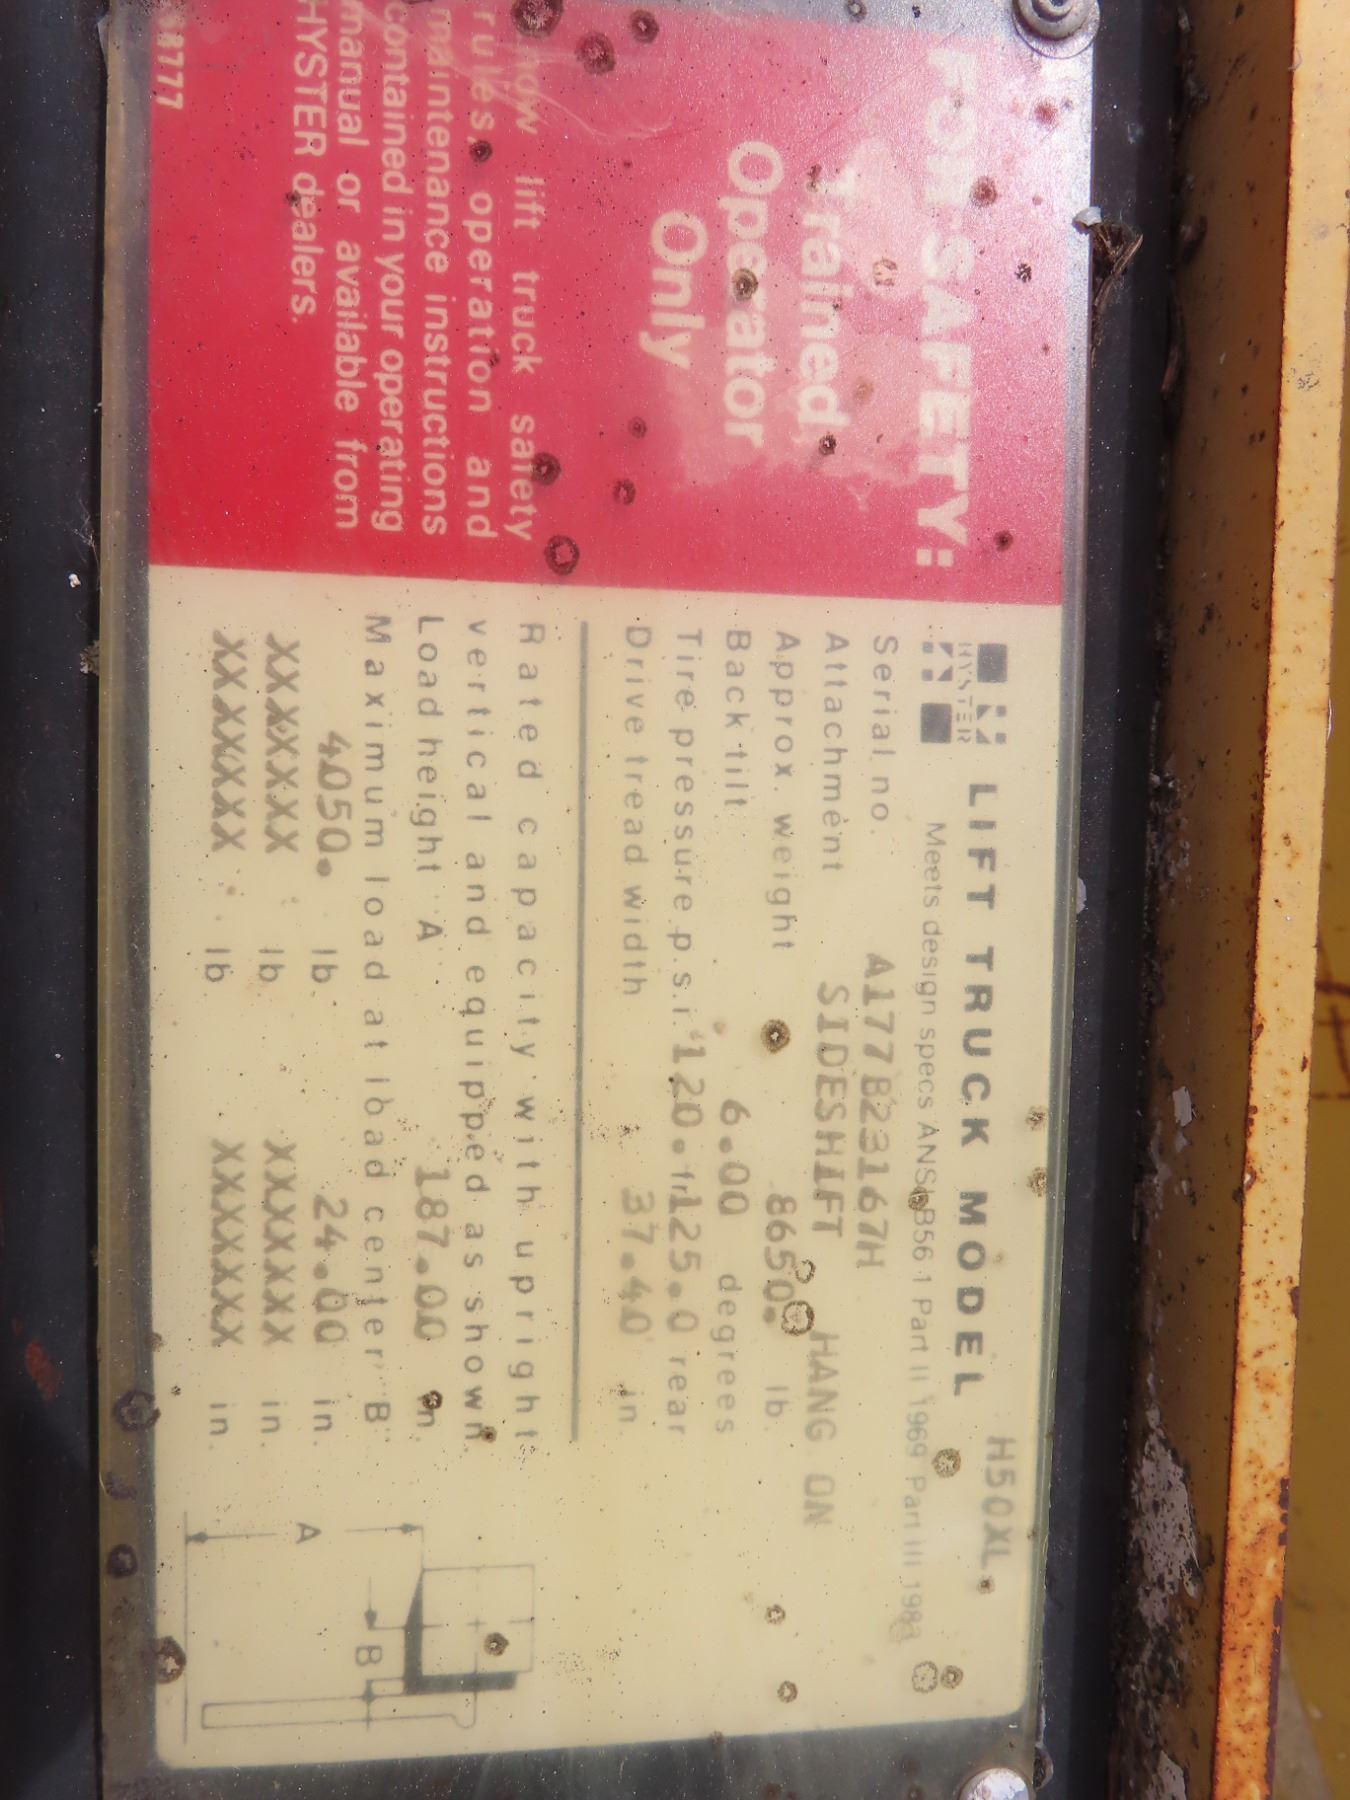 FOR SAFETY:
Trained
Operator
Only
Know lift truck safety
rules, operation and
maintenance instructions
contained in your operating
manual or available from
HYSTER dealers.
8777
HYSTER
LIFT TRUCK MODEL H50XL.
Meets design specs ANSI B56.1 Part II 1969 Part III
Serial no. A177B23167H
Attachment SIDESHIFT HANG ON
Approx. weight 8650. lb.
Back tilt 6.00 degrees
Tire pressure p.s.i. 120. fr 125.0 rear
Drive tread width 37.40 in.
Rated capacity with upright
vertical and equipped as shown
Load height A 187.00 in.
Maximum load at load center "B"
4050. lb. 24.00 in.
XXXXXXX lb. XXXXXXX in.
XXXXXXX lb. XXXXXXX in.
A
B